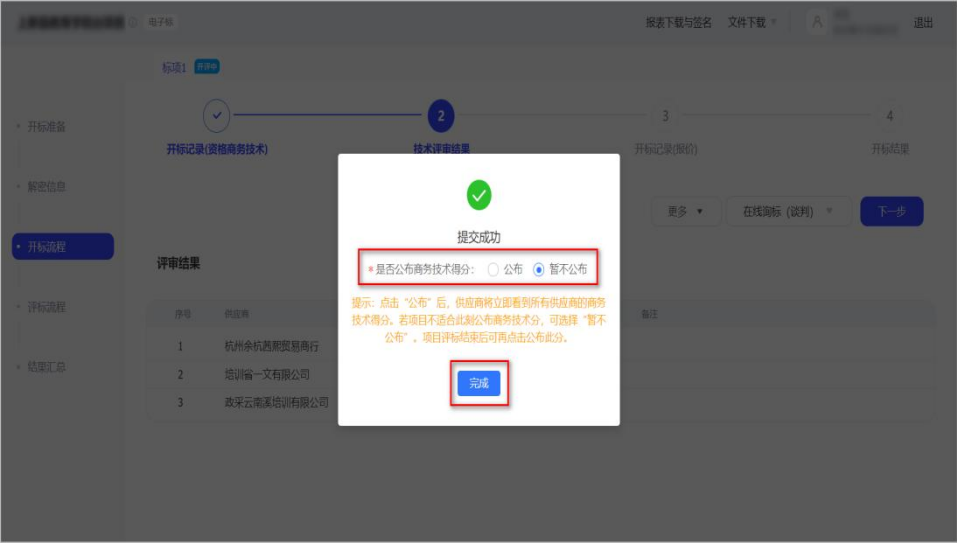 电子标
报表下载与签名
文件下载
退出
标项1
开评中
2
3
4
开标记录(资格商务技术)
技术评审结果
开标记录(报价)
开标结果
开标准备
解密信息
开标流程
评标流程
结果汇总
更多
在线询标（谈判）
下一步
评审结果
序号
供应商
备注
1
2
培训省一文有限公司
3
政采云南溪培训有限公司
提交成功
*是否公布商务技术得分：
公布
暂不公布
提示：点击“公布”后，供应商将立即看到所有供应商的商务
技术得分。若项目不适合此刻公布商务技术分，可选择“暂不
公布”。项目评标结束后可再点击公布此分。
完成